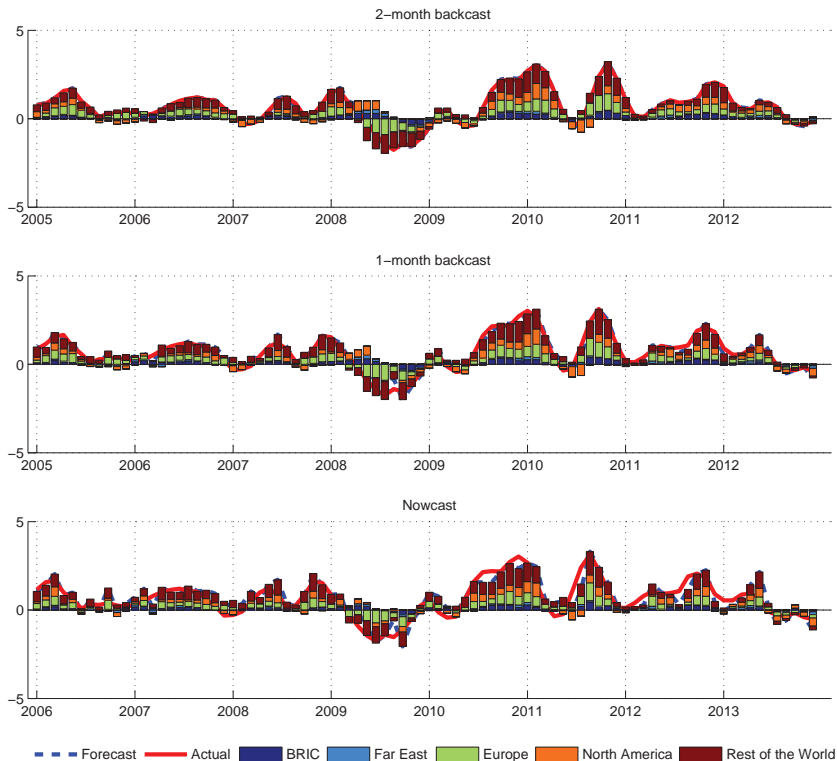 2−month backcast
5
0
−5
2005 2006 2007 2008 2009 2010 2011 2012
1−month backcast
5
0
−5
2005 2006 2007 2008 2009 2010 2011 2012
Nowcast
5
0
−5
2006 2007 2008 2009 2010 2011 2012 2013
Forecast Actual BRIC Far East Europe North America Rest of the World